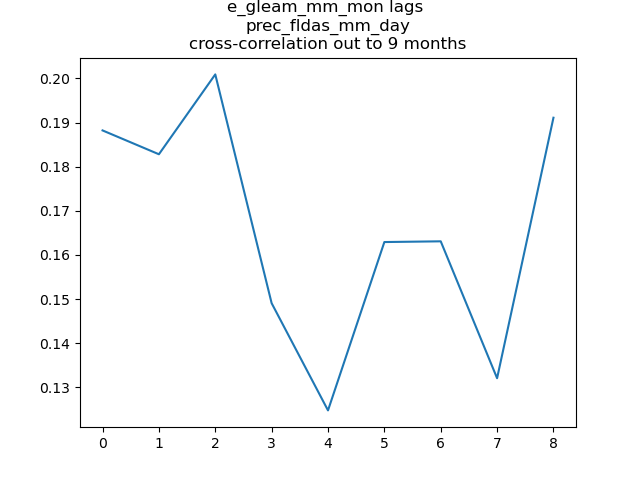 e_gleam_mm_mon lags
prec_fldas_mm_day
cross-correlation out to 9 months
0.20
0.19
0.18
0.17
0.16
0.15
0.14
0.13
0 1 2 3 4 5 6 7 8